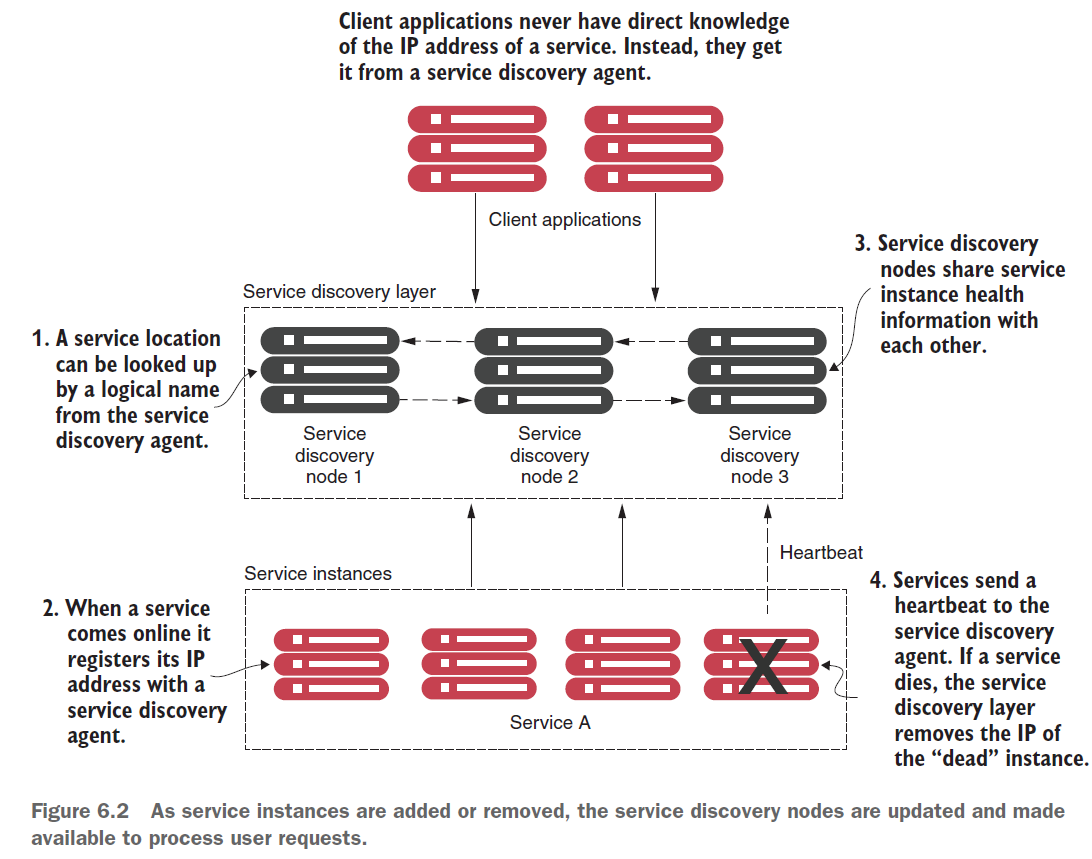 Client applications never have direct knowledge
of the IP address of a service. Instead, they get
it from a service discovery agent.
Client applications
3. Service discovery
nodes share service
instance health
information with
each other.
Service discovery layer
1. A service location
can be looked up
by a logical name
from the service
discovery agent.
Service
discovery
node 1
Service
discovery
node 2
Service
discovery
node 3
Heartbeat
Service instances
4. Services send a
heartbeat to the
service discovery
agent. If a service
dies, the service
discovery layer
removes the IP of
the “dead” instance.
2. When a service
comes online it
registers its IP
address with a
service discovery
agent.
X
Service A
Figure 6.2 As service instances are added or removed, the service discovery nodes are updated and made
available to process user requests.